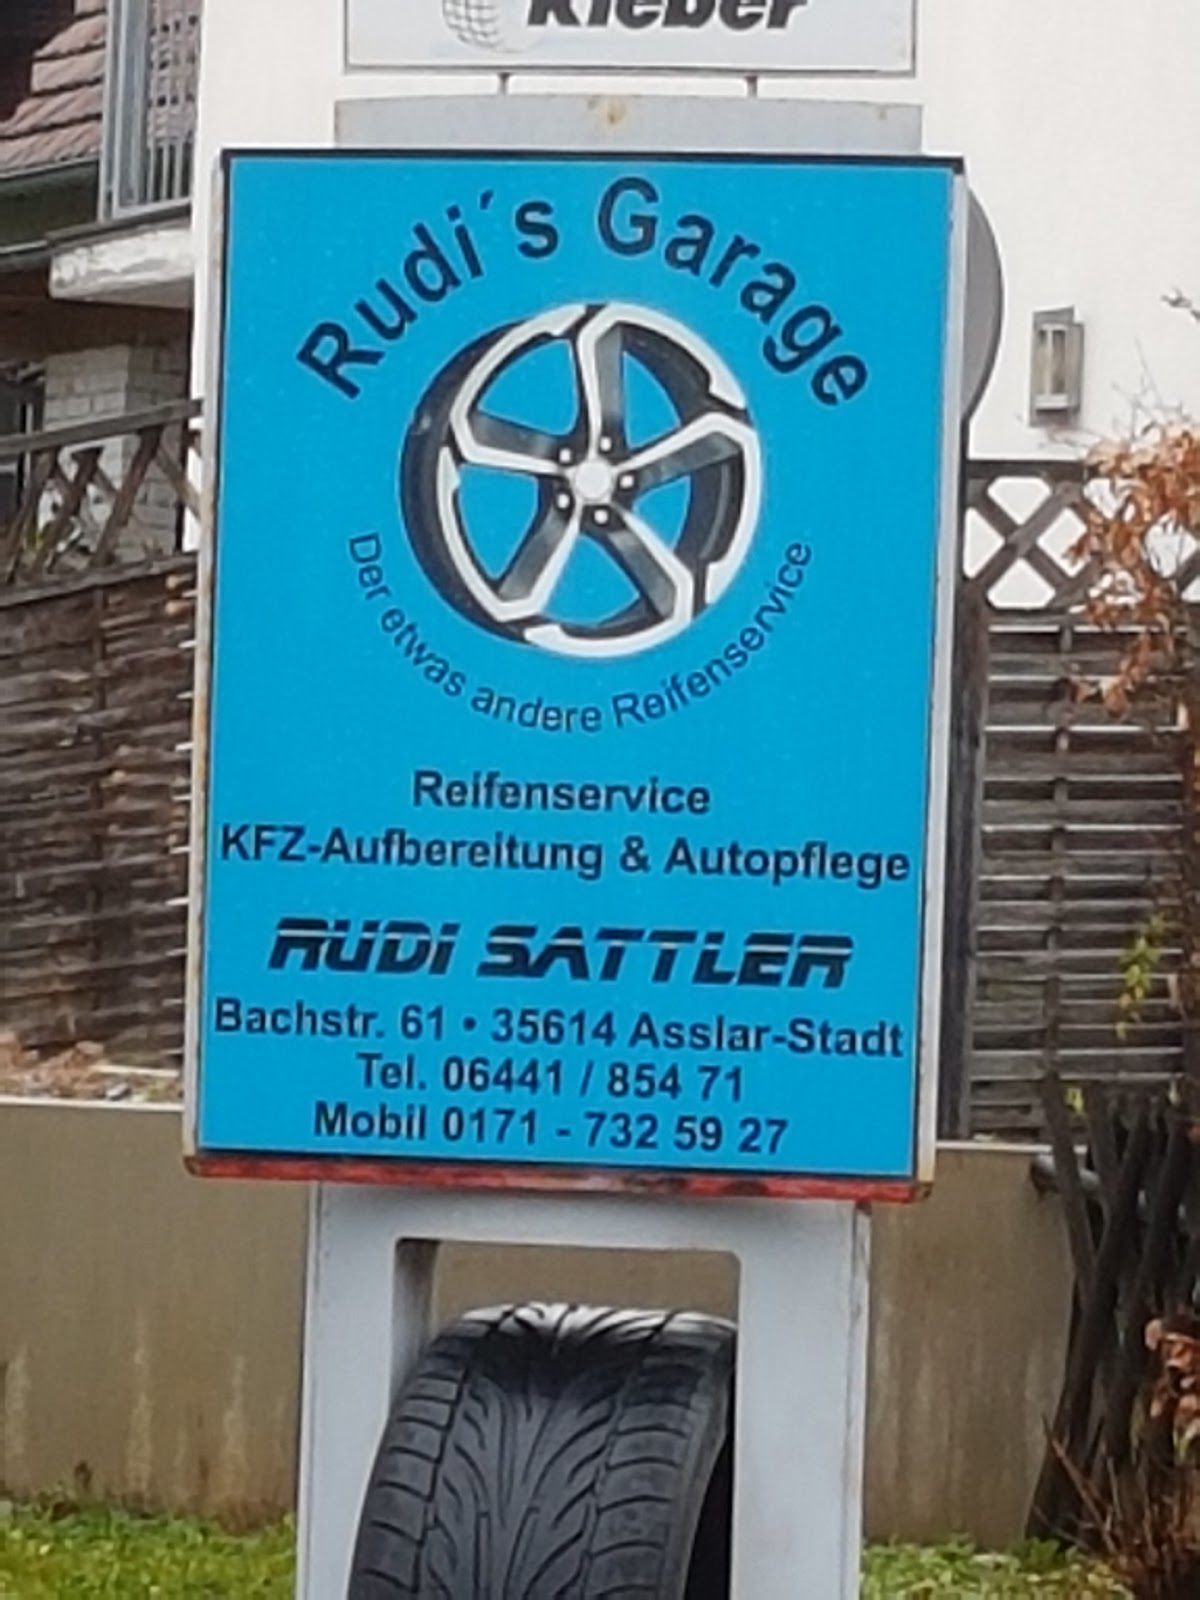 Kleber
Rudi´s Garage
Der etwas andere Reifenservice
Reifenservice
KFZ-Aufbereitung & Autopflege
RUDI SATTLER
Bachstr. 61 • 35614 Asslar-Stadt
Tel. 06441 / 854 71
Mobil 0171 - 732 59 27